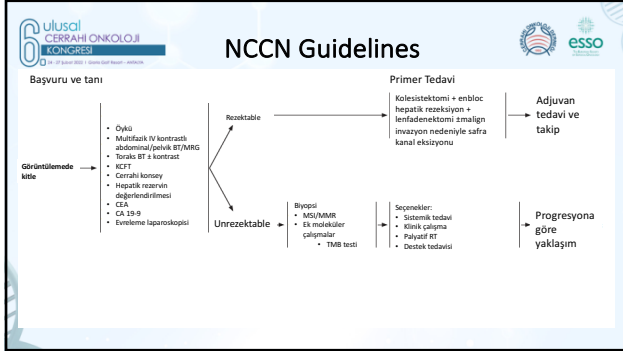 6.
ulusal
CERRAHİ ONKOLOJİ
KONGRESİ
NCCN Guidelines
esso
Başvuru ve tanı
Primer Tedavi
Görüntülemede
kitle
• Öykü
• Multifazik IV kontrastlı
abdominal/pelvik BT/MRG
• Toraks BT ± kontrast
• KCFT
• Cerrahi konsey
• Hepatik rezervin
değerlendirilmesi
• CEA
• CA 19-9
• Evreleme laparoskopisi
Rezektable
Kolesistektomi + enbloc
hepatik rezeksiyon +
lenfadenektomi ±malign
invazyon nedeniyle safra
kanal eksizyonu
Adjuvan
tedavi ve
takip
Unrezektable
Biyopsi
• MSI/MMR
• Ek moleküler
çalışmalar
• TMB testi
Seçenekler:
• Sistemik tedavi
• Klinik çalışma
• Palyatif RT
• Destek tedavisi
Progresyona
göre
yaklaşım